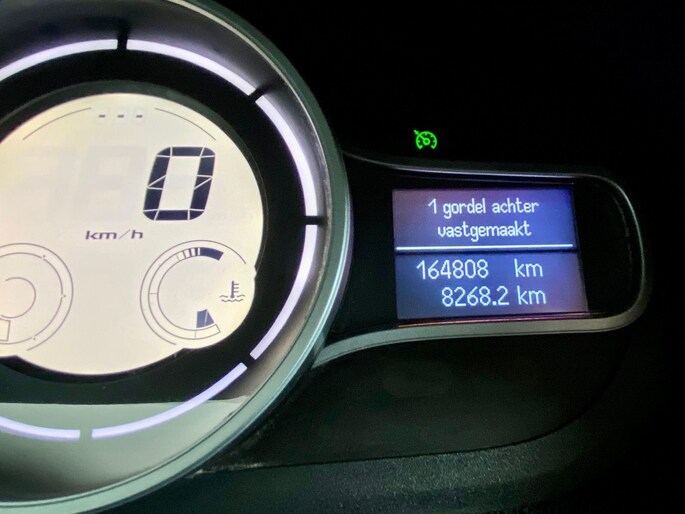 0
km/h
1 gordel achter
vastgemaakt
164808 km
8268.2 km